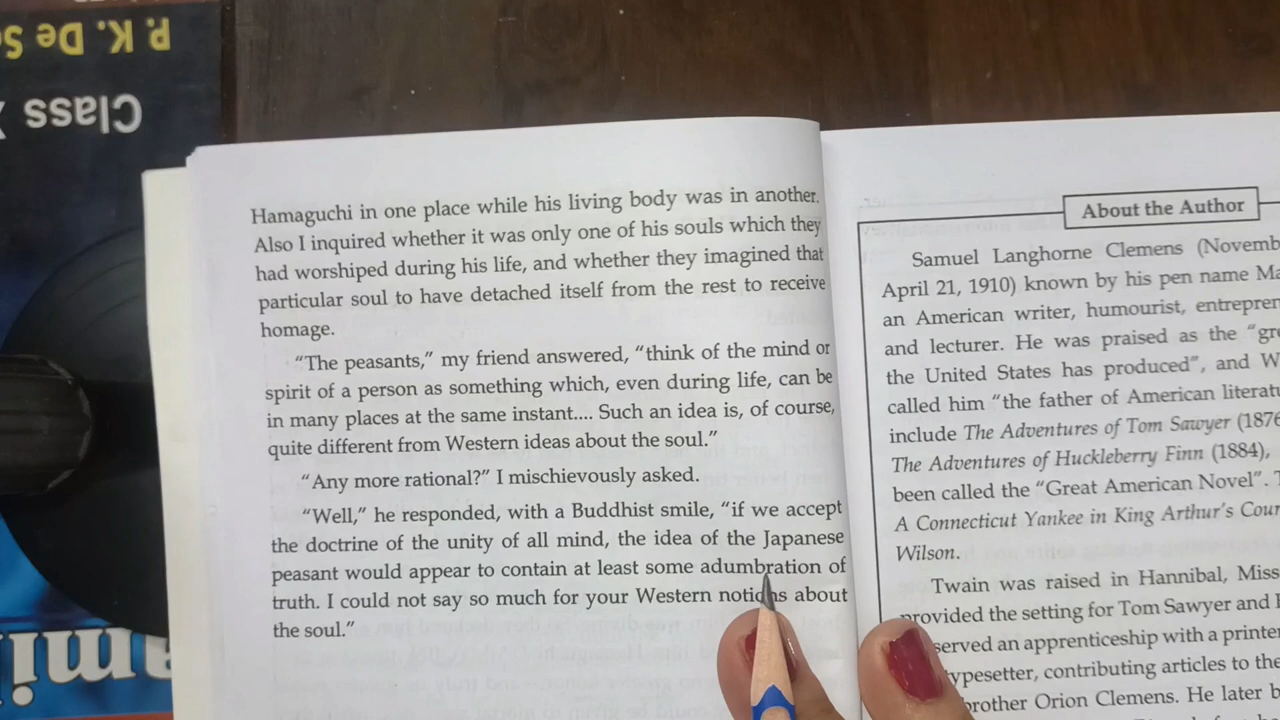 P. K. De S
Class
Hamaguchi in one place while his living body was in another.
Also I inquired whether it was only one of his souls which they
had worshiped during his life, and whether they imagined that
particular soul to have detached itself from the rest to receive
homage.
"The peasants," my friend answered, "think of the mind or
spirit of a person as something which, even during life, can be
in many places at the same instant.... Such an idea is, of course,
quite different from Western ideas about the soul."
"Any more rational?" I mischievously asked.
"Well," he responded, with a Buddhist smile, "if we accept
the doctrine of the unity of all mind, the idea of the Japanese
peasant would appear to contain at least some adumbration of
truth. I could not say so much for your Western notions about
the soul."
About the Author
Samuel Langhorne Clemens (Novemb
April 21, 1910) known by his pen name Ma
an American writer, humourist, entrepren
and lecturer. He was praised as the "gr
the United States has produced", and W
called him "the father of American literat
include The Adventures of Tom Sawyer (1876
The Adventures of Huckleberry Finn (1884),
been called the "Great American Novel".
A Connecticut Yankee in King Arthur's Cour
Wilson.
Twain was raised in Hannibal, Miss
provided the setting for Tom Sawyer and
served an apprenticeship with a printer
typesetter, contributing articles to the
brother Orion Clemens. He later b